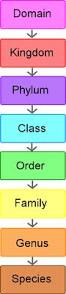 Domain
Kingdom
Phylum
Class
Order
Family
Genus
Species